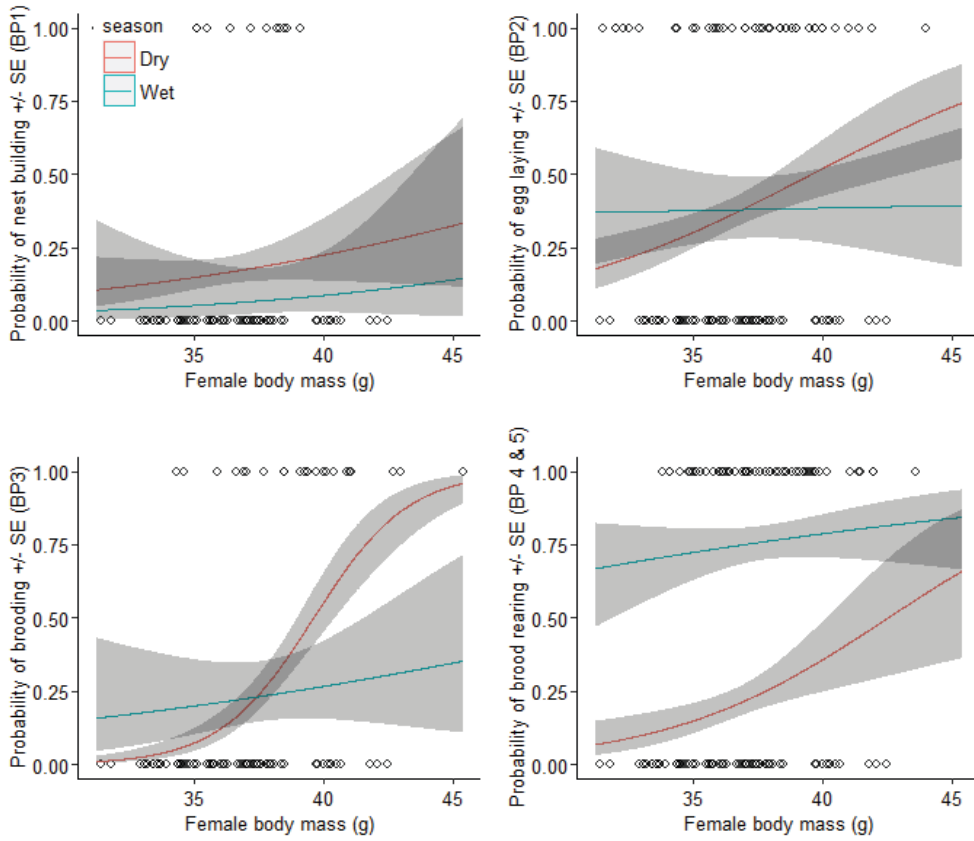 Probability of nest building +/- SE (BP1)
1.00
0.75
0.50
0.25
0.00
season
Dry
Wet
35
40
45
Female body mass (g)
Probability of egg laying +/- SE (BP2)
1.00
0.75
0.50
0.25
0.00
35
40
45
Female body mass (g)
Probability of brooding +/- SE (BP3)
1.00
0.75
0.50
0.25
0.00
35
40
45
Female body mass (g)
Probability of brood rearing +/- SE (BP 4 & 5)
1.00
0.75
0.50
0.25
0.00
35
40
45
Female body mass (g)